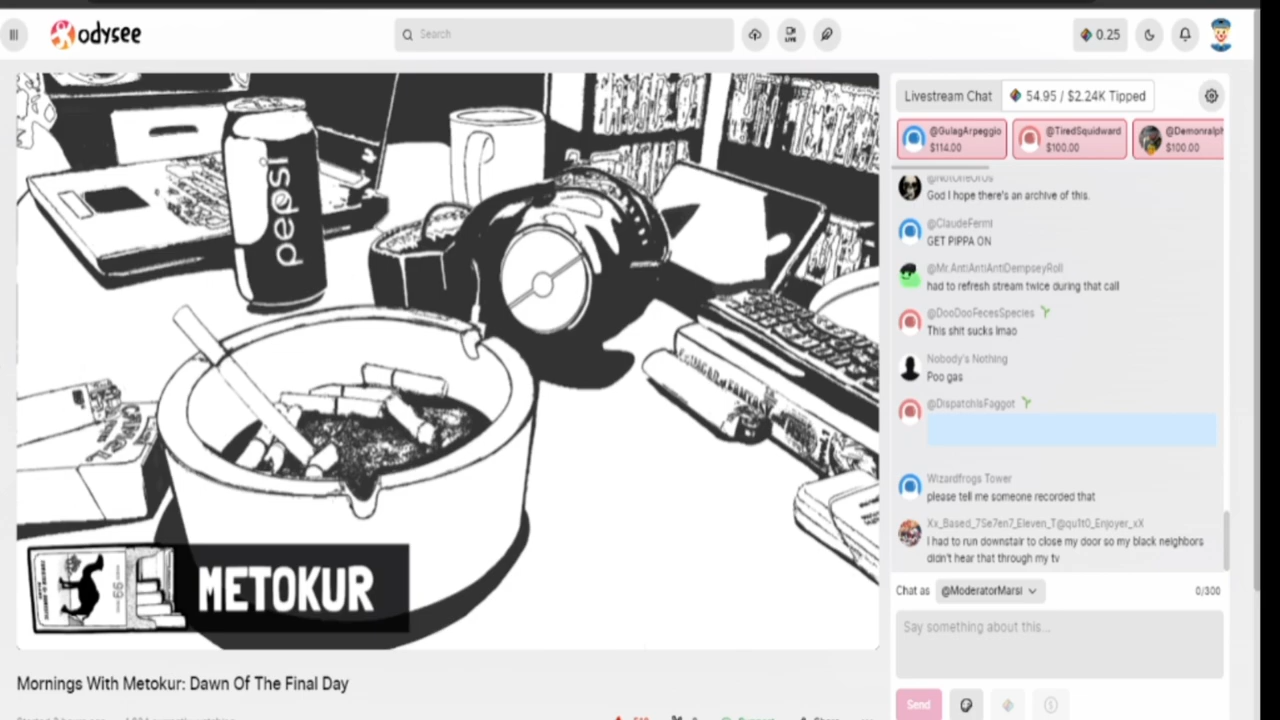 odysee
Search
LIVE
0.25
Livestream Chat
54.95 / $2.24K Tipped
@GulagArpeggio
$114.00
@TiredSquidward
$100.00
@Demonralph
$100.00
God I hope there's an archive of this.
@ClaudeFermi
GET PIPPA ON
@Mr.AntiAntiAntiDempseyRoll
had to refresh stream twice during that call
@DooDooFecesSpecies
This shit sucks lmao
Nobody's Nothing
Poo gas
@DispatchIsFaggot
Wizardfrogs Tower
please tell me someone recorded that
Xx_Based_7Se7en7_Eleven_T@qu1t0_Enjoyer_xX
I had to run downstair to close my door so my black neighbors
didn't hear that through my tv
pepsi
METOKUR
Chat as
@ModeratorMarsi
0/300
Say something about this...
Send
Mornings With Metokur: Dawn Of The Final Day